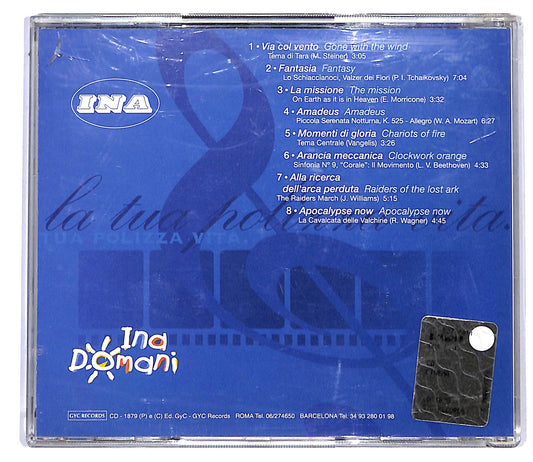 1 • Via col vento Gone with the wind
Tema di Tara (M. Steiner) 3:05
2 • Fantasia Fantasy
Lo Schiaccianoci, Valzer dei Fiori (P. I. Tchaikovsky) 7:04
3 • La missione The mission
On Earth as it is in Heaven (E. Morricone) 3:32
4 • Amadeus Amadeus
Piccola Serenata Notturna, K. 525 - Allegro (W. A. Mozart) 6:27
5 • Momenti di gloria Chariots of fire
Tema Centrale (Vangelis) 3:26
6 • Arancia meccanica Clockwork orange
Sinfonia N° 9, "Corale": II Movimento (L. V. Beethoven) 4:33
7 • Alla ricerca
dell'arca perduta Raiders of the lost ark
The Raiders March (J. Williams) 5:15
8 • Apocalypse now Apocalypse now
La Cavalcata delle Valchine (R. Wagner) 4:45
INA
la tua polizza vita.
TUA POLIZZA VITA.
Ina
Domani
GYC RECORDS CD - 1879 (P) e (C) Ed. GyC - GYC Records ROMA Tel. 06/274650 BARCELONA Tel. 34 93 280 01 98